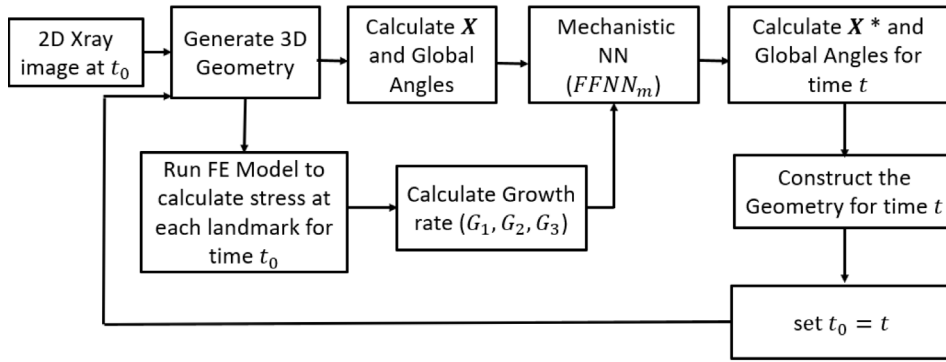 2D Xray
image at t₀
Generate 3D
Geometry
Calculate X
and Global
Angles
Mechanistic
NN
(FFNNₘ)
Calculate X * and
Global Angles for
time t
Run FE Model to
calculate stress at
each landmark for
time t₀
Calculate Growth
rate (G₁, G₂, G₃)
Construct the
Geometry for time t
set t₀ = t